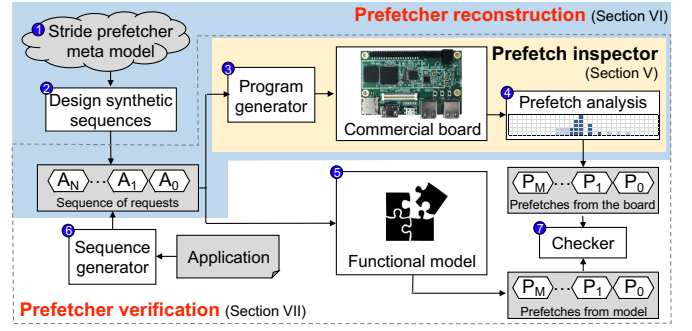 Prefetcher reconstruction (Section VI)
1
Stride prefetcher
meta model
2
Design synthetic
sequences
3
Program
generator
Commercial board
Prefetch inspector
(Section V)
4
Prefetch analysis
A_N ... A_1 A_0
Sequence of requests
5
Functional model
P_M ... P_1 P_0
Prefetches from the board
6
Sequence
generator
Application
7
Checker
P_M ... P_1 P_0
Prefetches from model
Prefetcher verification (Section VII)